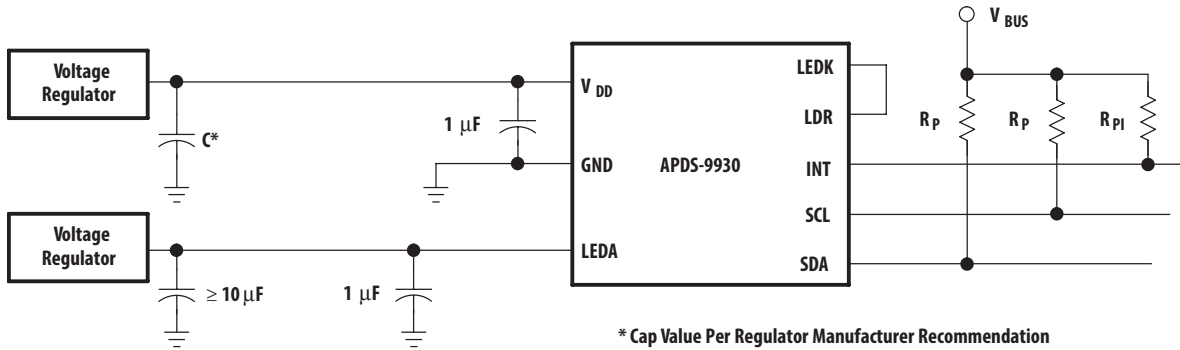 V BUS
Voltage
Regulator
V DD
LEDK
1 μF
LDR
C*
R P
R P
R PI
GND
APDS-9930
INT
SCL
Voltage
Regulator
LEDA
SDA
≥ 10 μF
1 μF
* Cap Value Per Regulator Manufacturer Recommendation